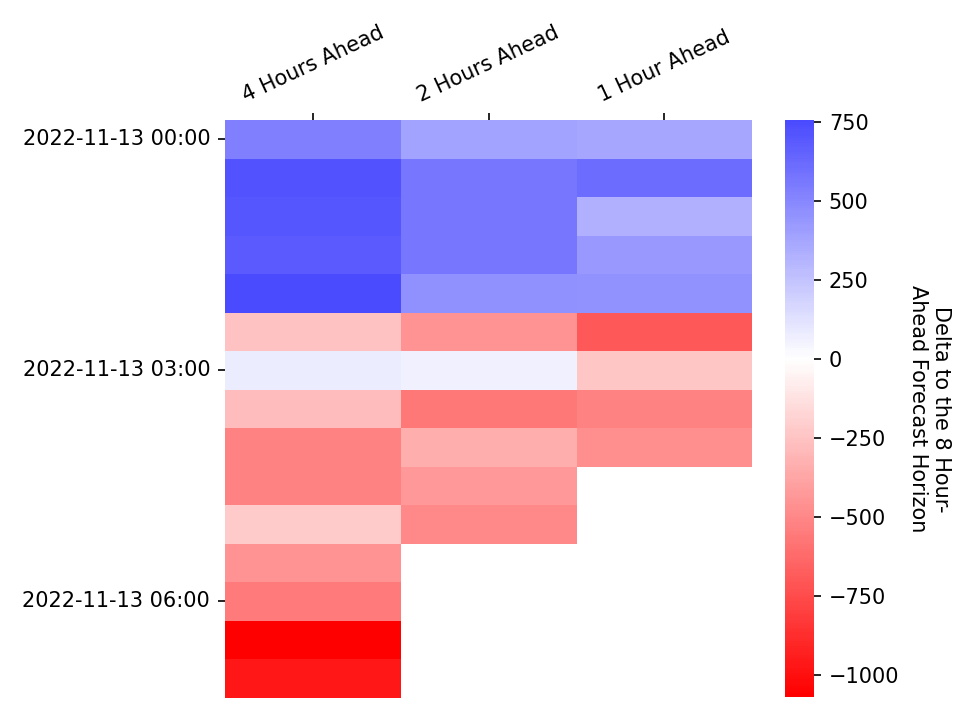 4 Hours Ahead
2 Hours Ahead
1 Hour Ahead
2022-11-13 00:00
2022-11-13 03:00
2022-11-13 06:00
750
500
250
0
−250
−500
−750
−1000
Delta to the 8 Hour-
Ahead Forecast Horizon